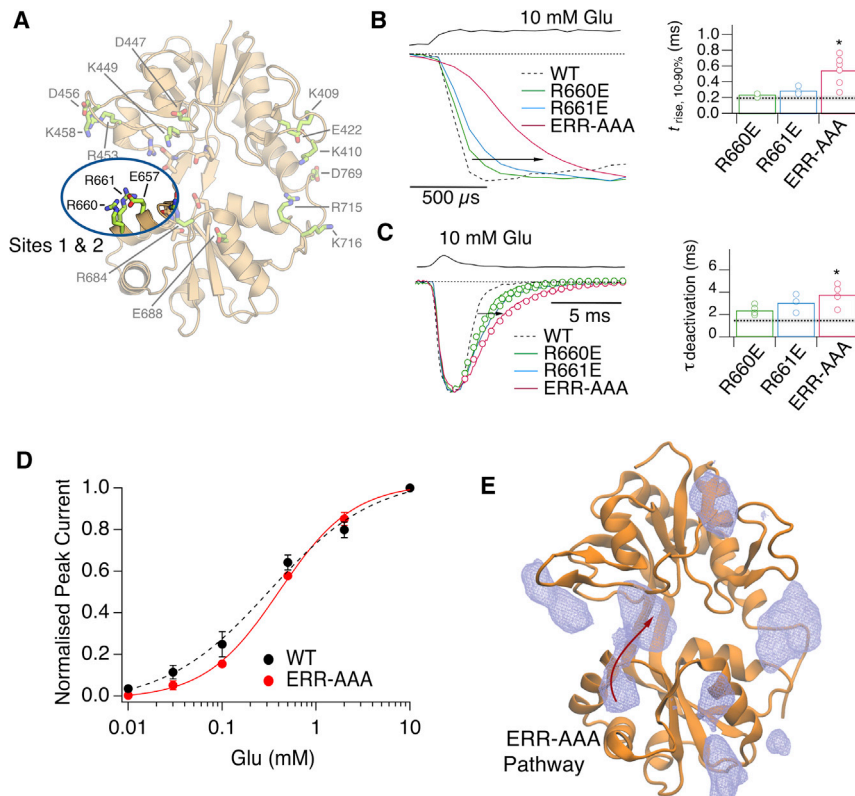 A
D447
K449
D456
K458
R453
K409
E422
K410
D769
R661
E657
R660
R715
K716
Sites 1 & 2
R684
E688
B
10 mM Glu
WT
R660E
R661E
ERR-AAA
500 µs
t rise, 10-90% (ms)
1.0
0.8
0.6
0.4
0.2
0.0
*
R660E
R661E
ERR-AAA
C
10 mM Glu
5 ms
WT
R660E
R661E
ERR-AAA
τ deactivation (ms)
6
4
2
0
*
R660E
R661E
ERR-AAA
D
Normalised Peak Current
1.0
0.8
0.6
0.4
0.2
0.0
WT
ERR-AAA
0.01
0.1
1
10
Glu (mM)
E
ERR-AAA
Pathway